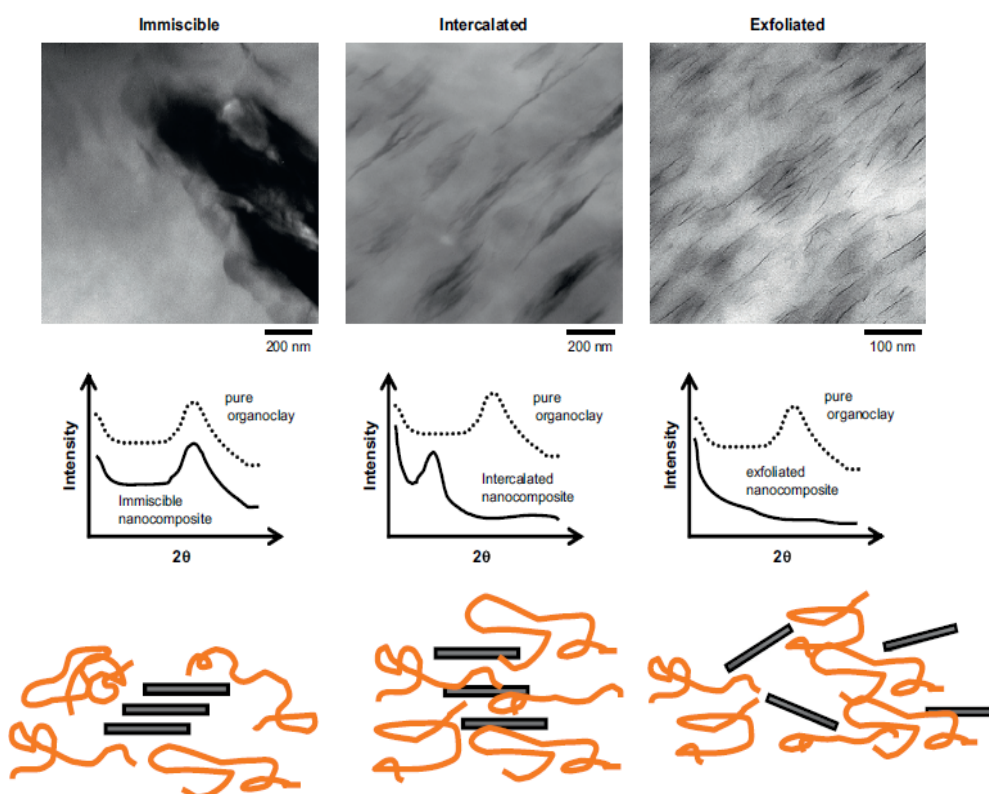 Immiscible
Intercalated
Exfoliated
200 nm
200 nm
100 nm
Intensity
pure
organoclay
Immiscible
nanocomposite
2θ
Intensity
pure
organoclay
Intercalated
nanocomposite
2θ
Intensity
pure
organoclay
exfoliated
nanocomposite
2θ